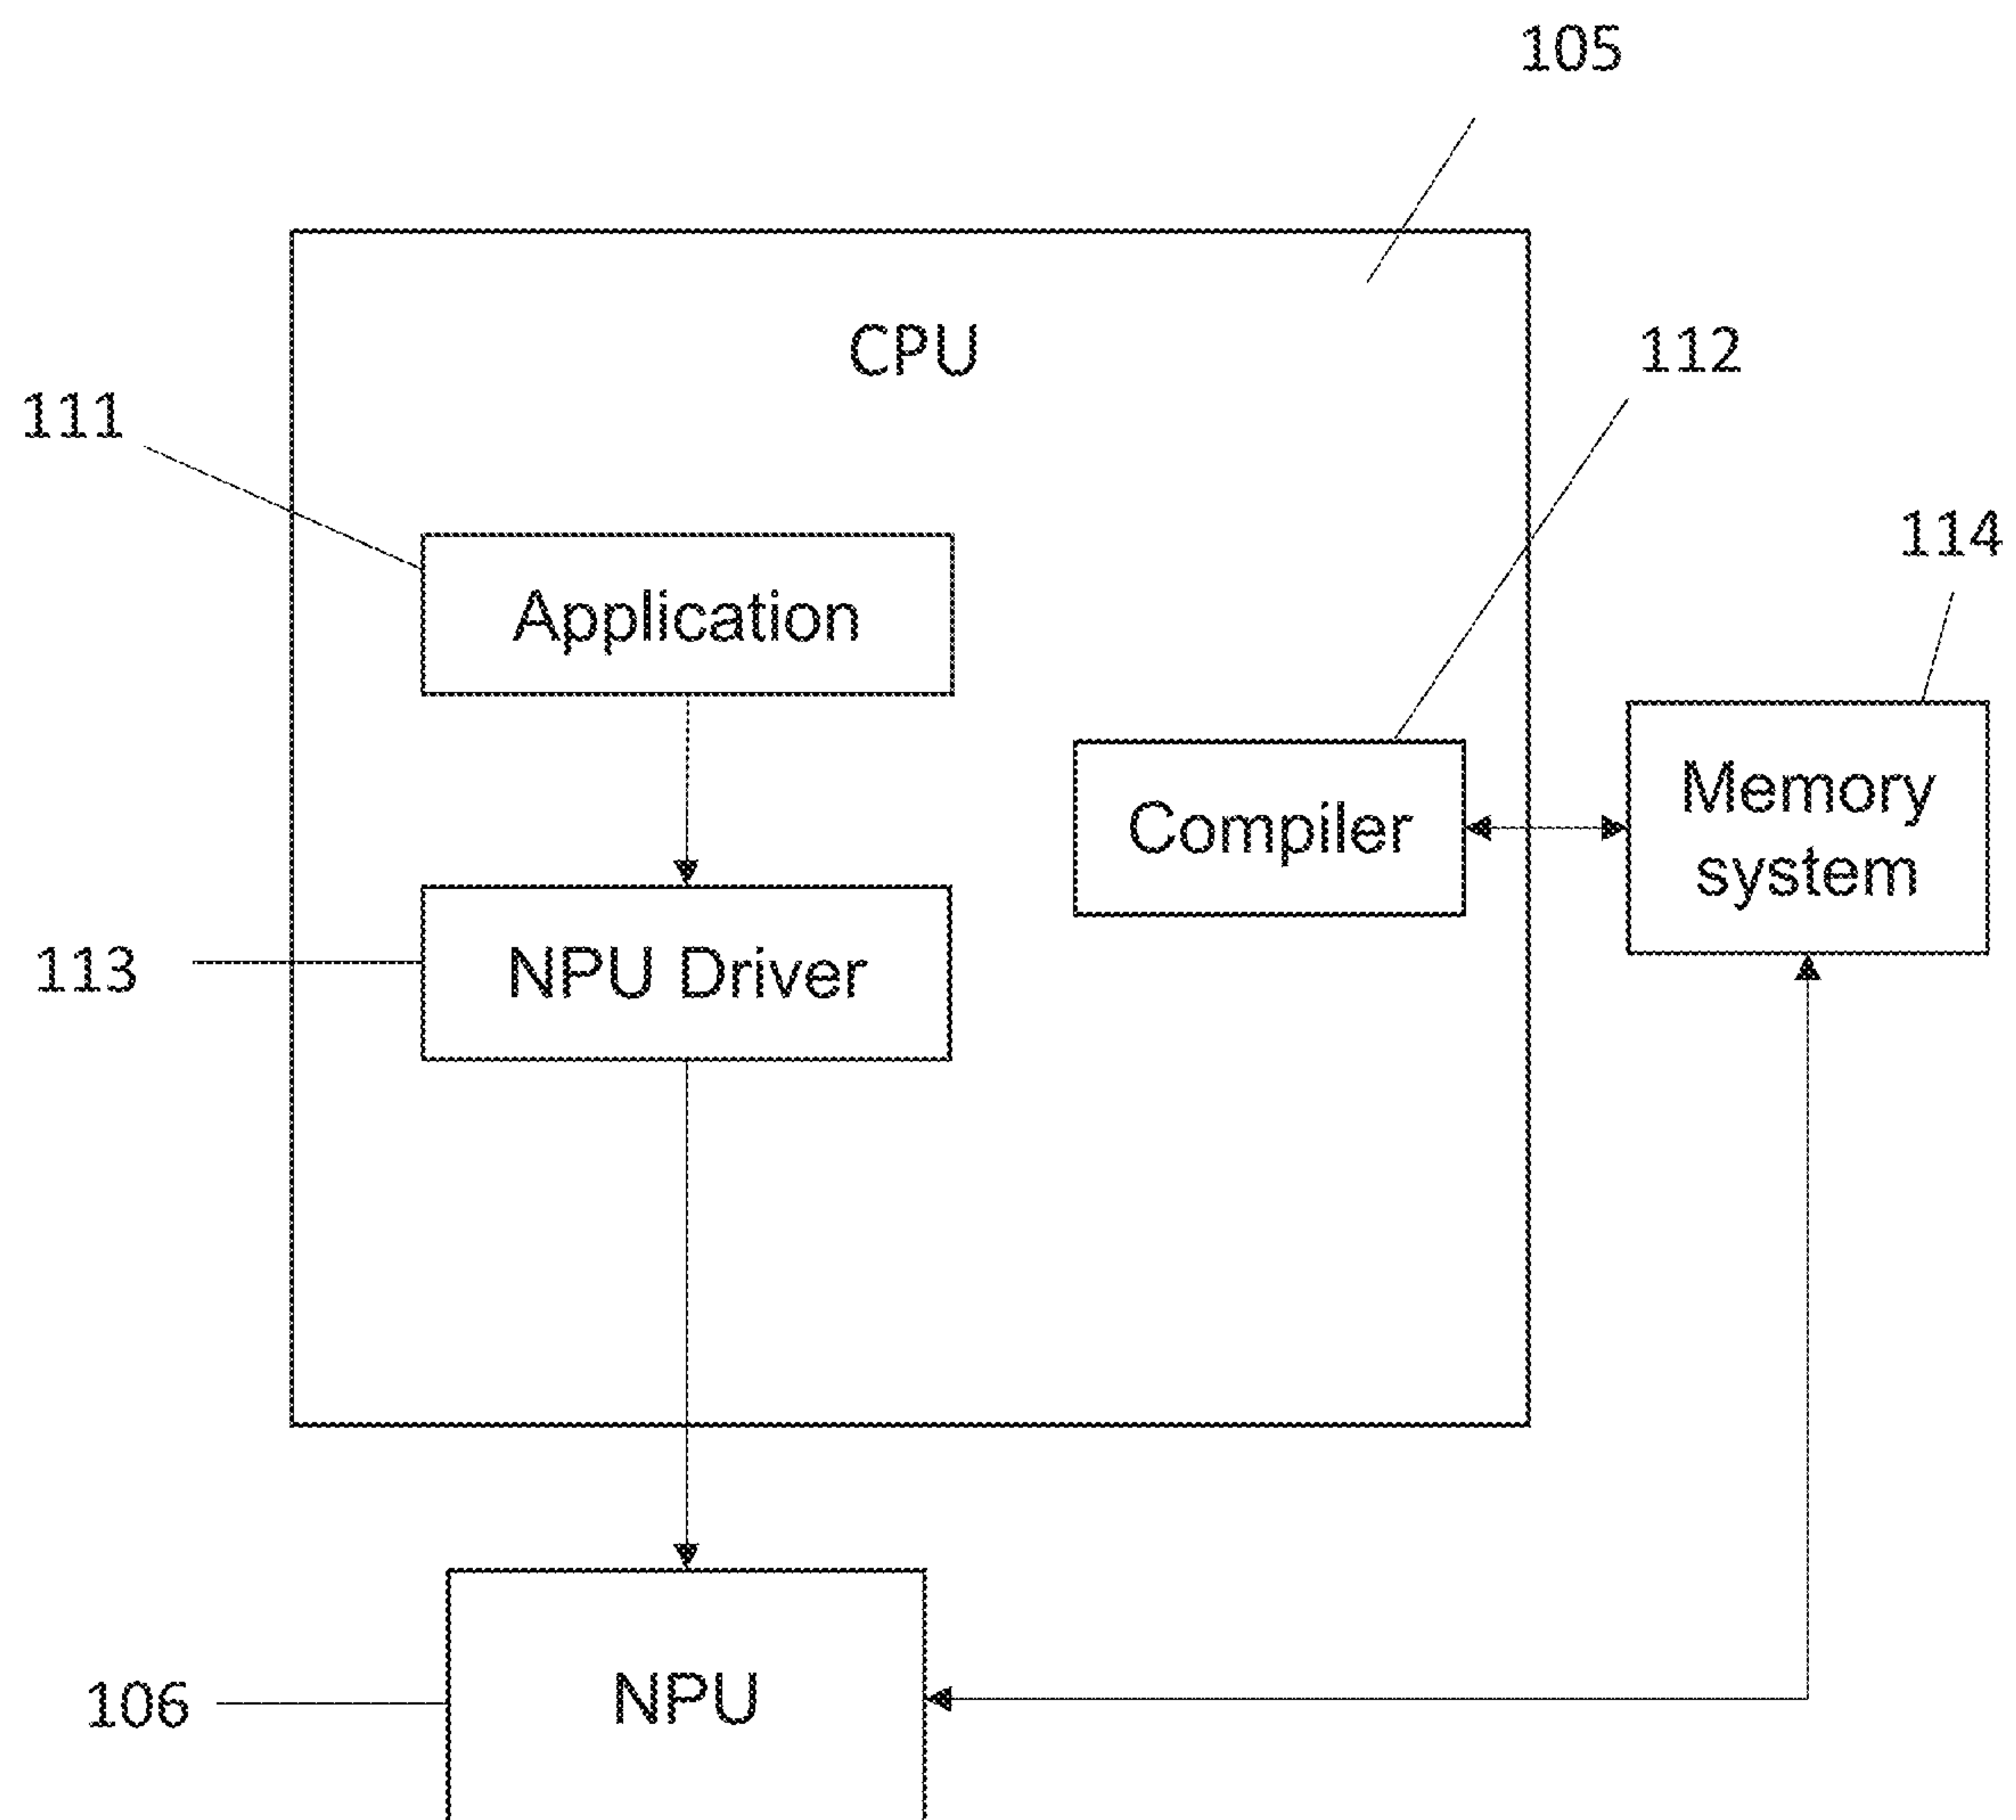 105
CPU
112
111
114
Application
Memory
system
Compiler
NPU Driver
113
NPU
106